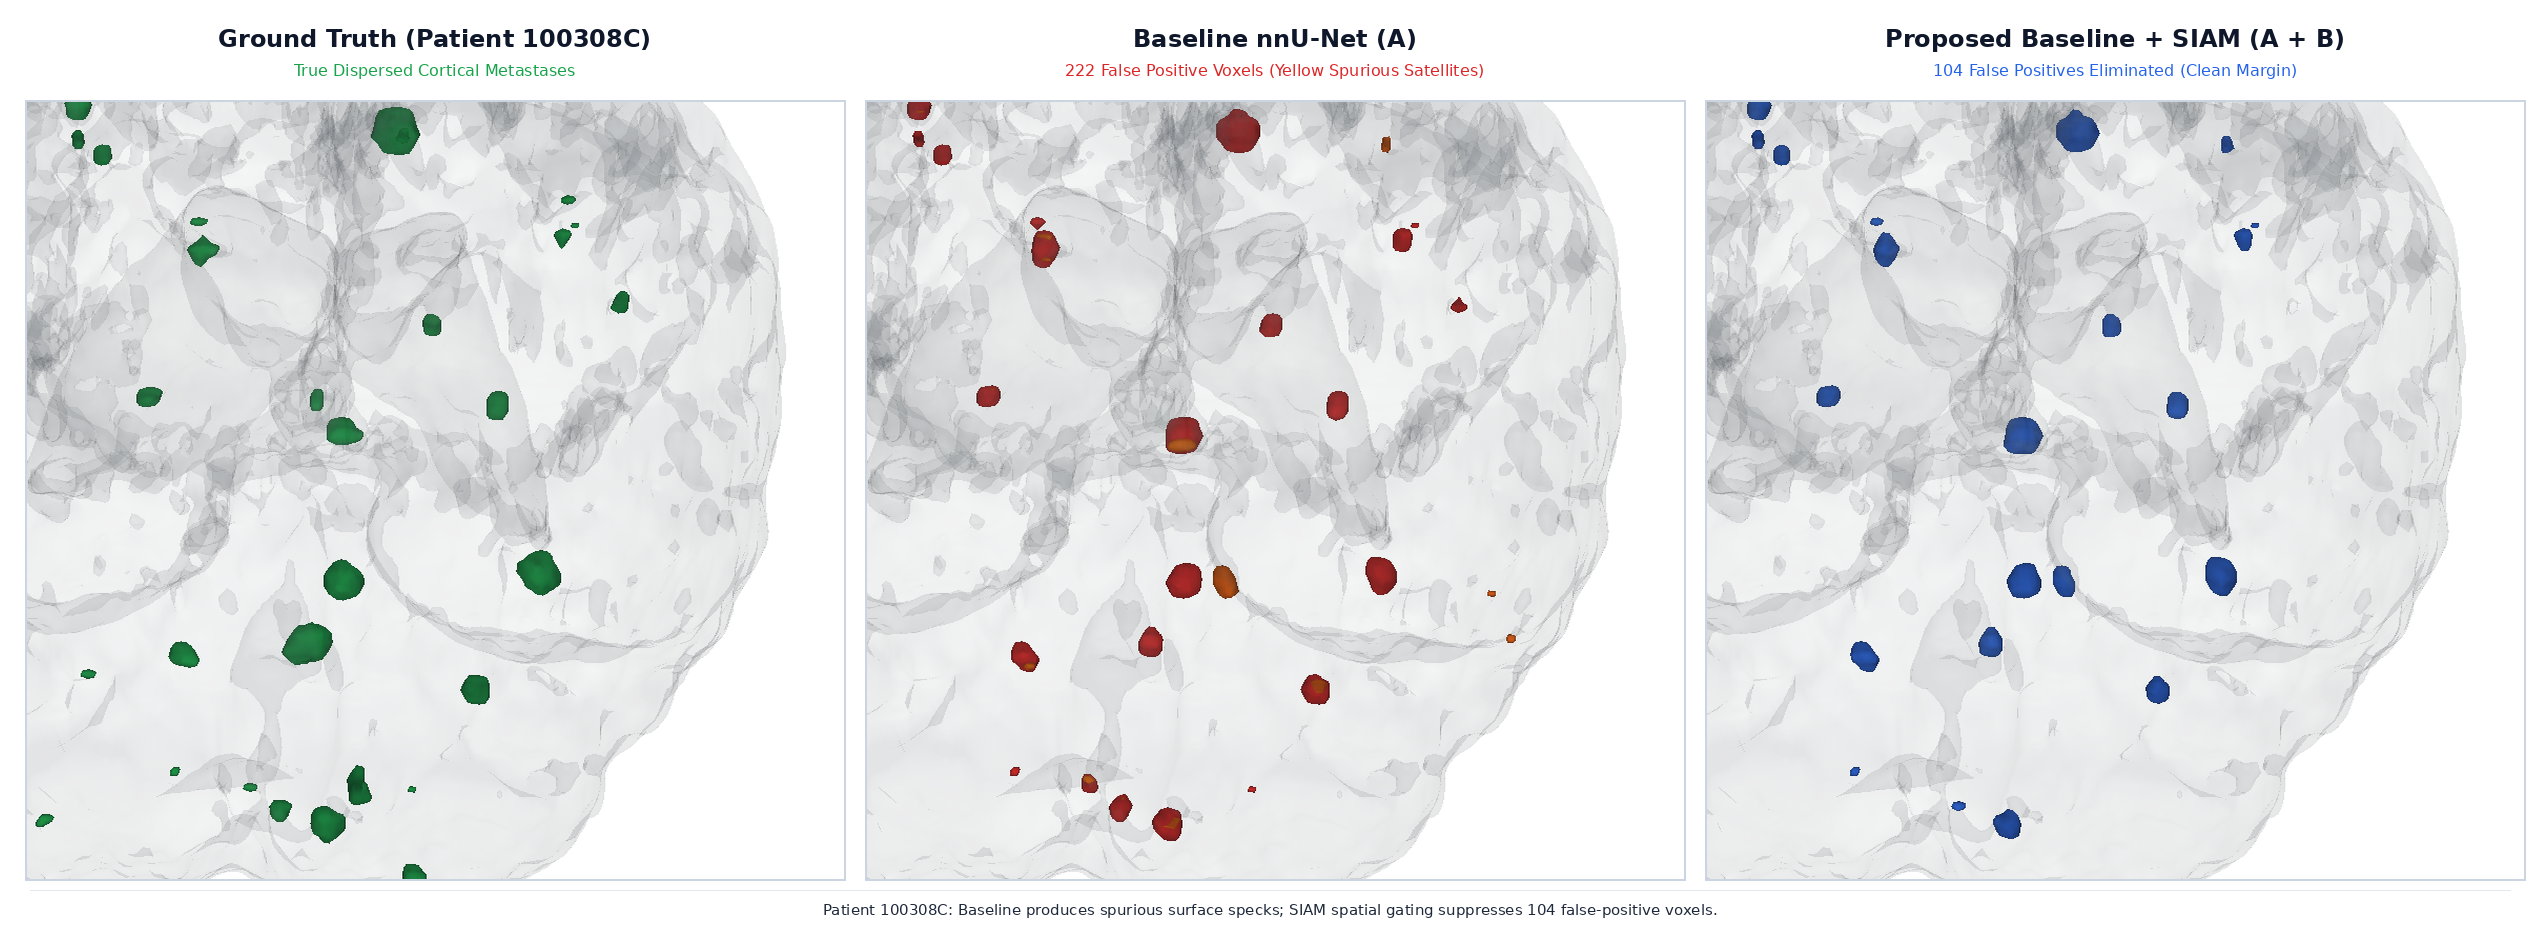 Ground Truth (Patient 100308C)
True Dispersed Cortical Metastases
Baseline nnU-Net (A)
222 False Positive Voxels (Yellow Spurious Satellites)
Proposed Baseline + SIAM (A + B)
104 False Positives Eliminated (Clean Margin)
Patient 100308C: Baseline produces spurious surface specks; SIAM spatial gating suppresses 104 false-positive voxels.